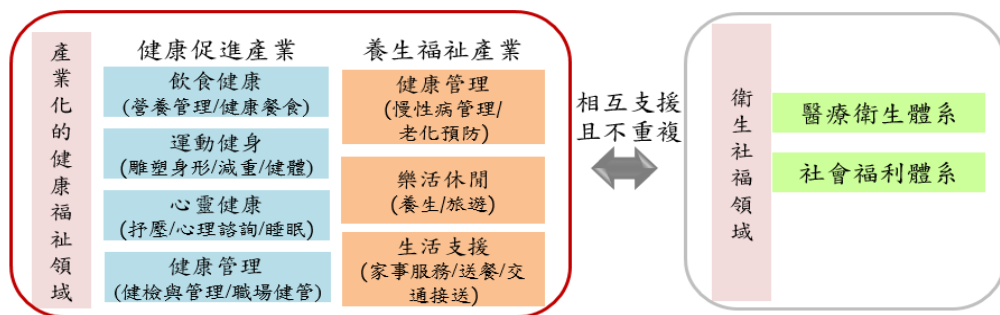 產業化的健康福祉領域
健康促進產業
飲食健康
(營養管理/健康餐食)
運動健身
(雕塑身形/減重/健體)
心靈健康
(抒壓/心理諮詢/睡眠)
健康管理
(健檢與管理/職場健管)
養生福祉產業
健康管理
(慢性病管理/
老化預防)
樂活休閒
(養生/旅遊)
生活支援
(家事服務/送餐/交
通接送)
相互支援
且不重複
衛生社福領域
醫療衛生體系
社會福利體系